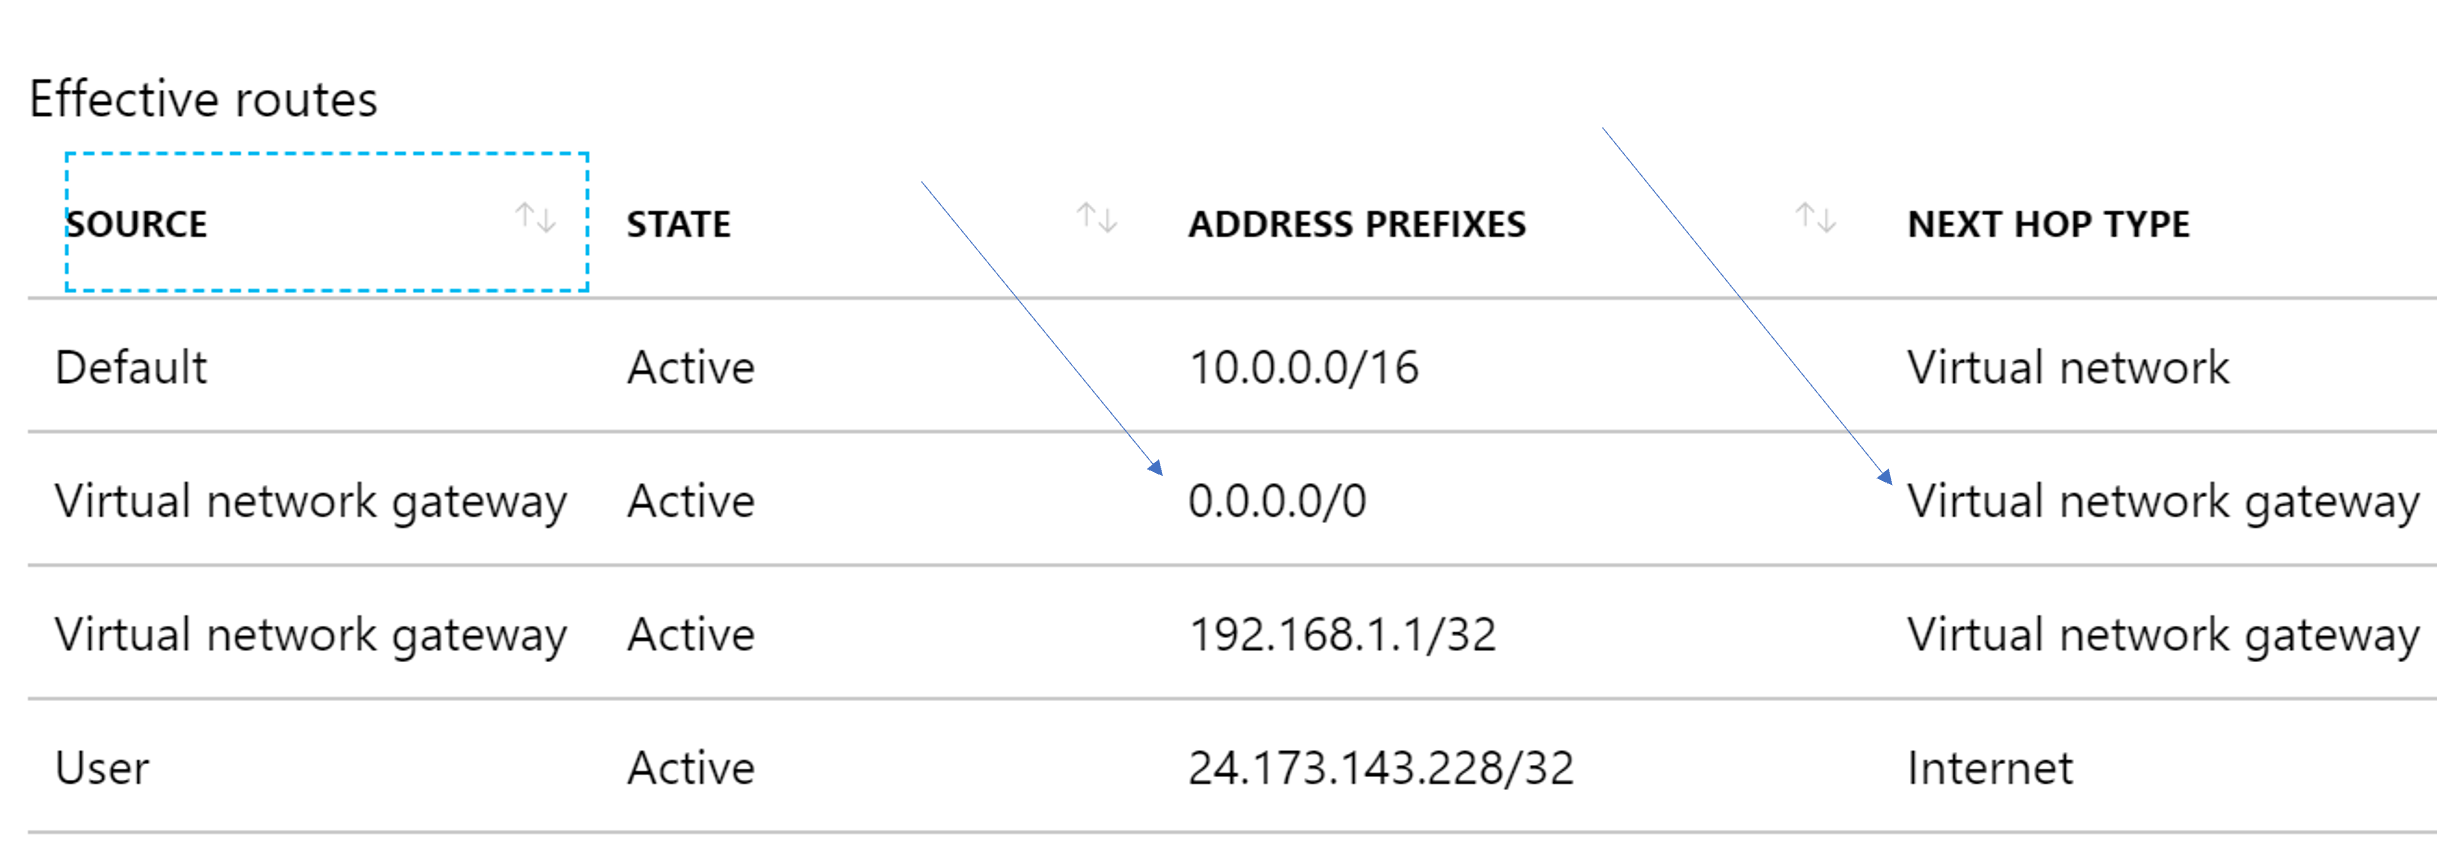 Effective routes
SOURCE STATE ADDRESS PREFIXES NEXT HOP TYPE
Default Active 10.0.0.0/16 Virtual network
Virtual network gateway Active 0.0.0.0/0 Virtual network gateway
Virtual network gateway Active 192.168.1.1/32 Virtual network gateway
User Active 24.173.143.228/32 Internet